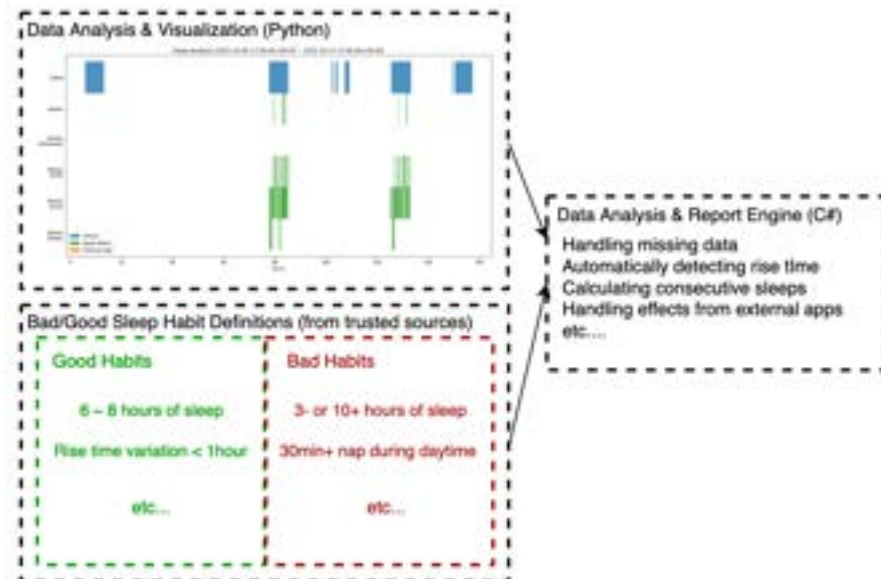 Data Analysis & Visualization (Python)
Data Analysis & Report Engine (C#)
Handling missing data
Automatically detecting rise time
Calculating consecutive sleeps
Handling effects from external apps
etc....
Bad/Good Sleep Habit Definitions (from trusted sources)
Good Habits
6 ~ 8 hours of sleep
Rise time variation < 1hour
etc...
Bad Habits
3- or 10+ hours of sleep
30min+ nap during daytime
etc...